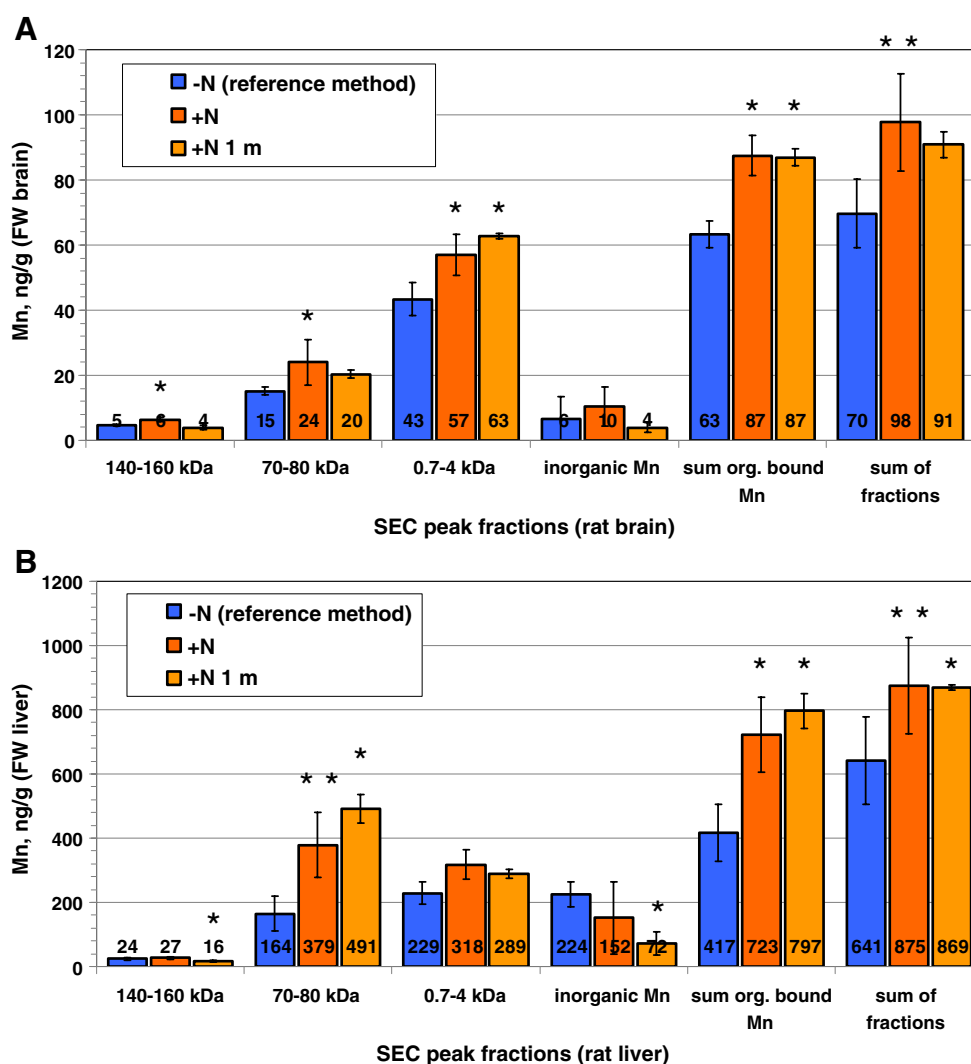 A
* *
120
-N (reference method)
+N
+N 1 m
* *
100
80
* *
60
*
40
*
20
0
Mn, ng/g (FW brain)
5 6 4 15 24 20 43 57 63 6 10 4 63 87 87 70 98 91
140-160 kDa 70-80 kDa 0.7-4 kDa inorganic Mn sum org. bound Mn sum of fractions
SEC peak fractions (rat brain)
B
1200
-N (reference method)
+N
+N 1 m
* *
1000
* * *
800
* * *
600
400
*
200
*
0
Mn, ng/g (FW liver)
24 27 16 164 379 491 229 318 289 224 152 72 417 723 797 641 875 869
140-160 kDa 70-80 kDa 0.7-4 kDa inorganic Mn sum org. bound Mn sum of fractions
SEC peak fractions (rat liver)